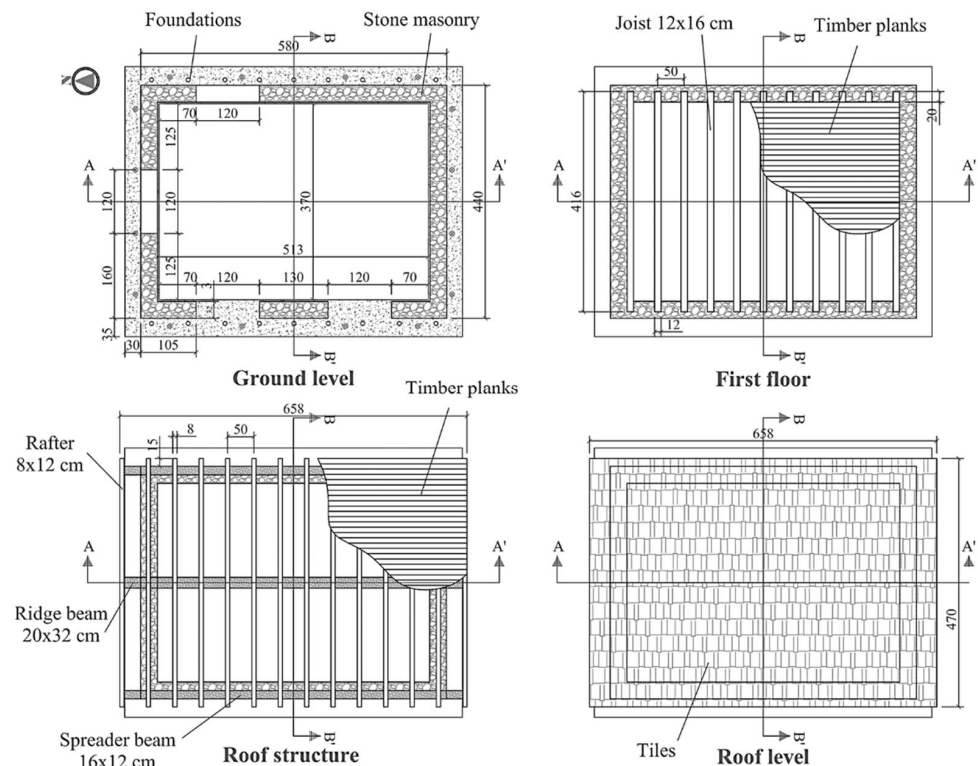 Foundations
Stone masonry
B
580
N
70
120
125
A
A'
120
120
370
440
513
125
70
120
130
120
70
3
160
35
30
105
B'
Ground level
Joist 12x16 cm
Timber planks
B
50
20
A
A'
416
12
B'
First floor
Timber planks
658
B
15
8
50
Rafter
8x12 cm
A
A'
Ridge beam
20x32 cm
Spreader beam
16x12 cm
B'
Roof structure
B
658
A
A'
470
Tiles
B'
Roof level